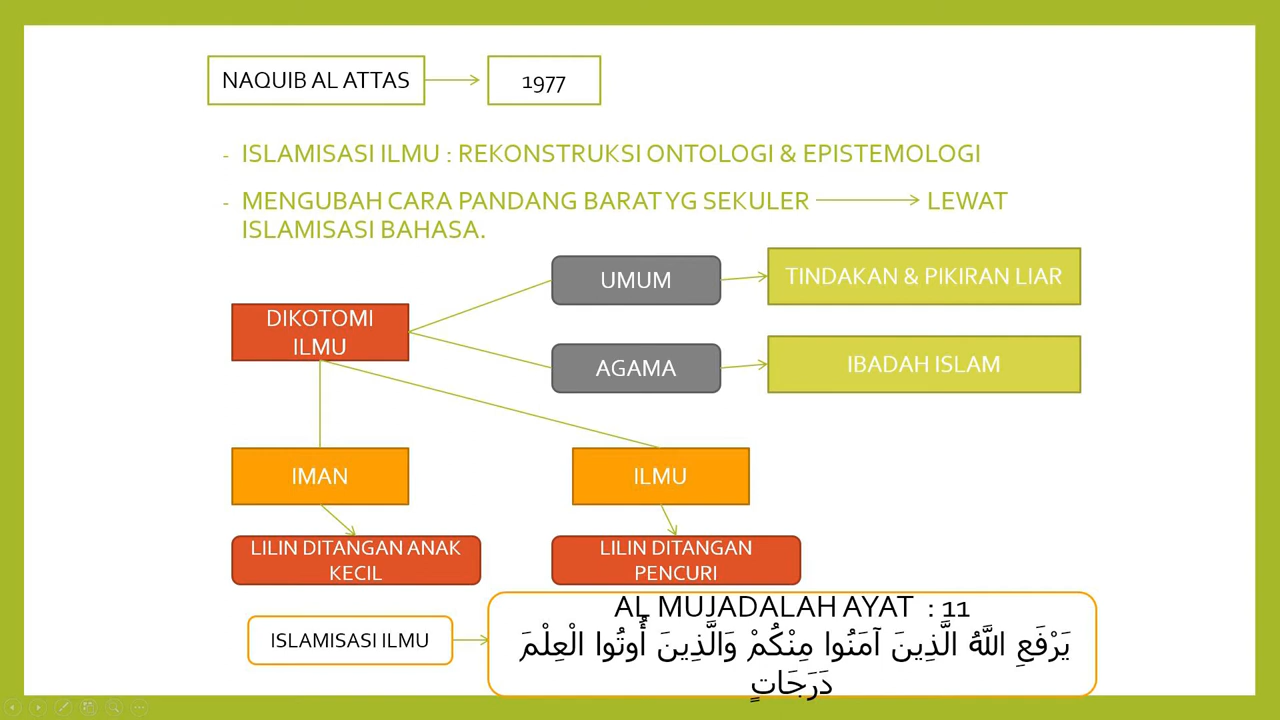 NAQUIB AL ATTAS
1977
- ISLAMISASI ILMU : REKONSTRUKSI ONTOLOGI & EPISTEMOLOGI
- MENGUBAH CARA PANDANG BARAT YG SEKULER
LEWAT
ISLAMISASI BAHASA.
UMUM
TINDAKAN & PIKIRAN LIAR
DIKOTOMI
ILMU
AGAMA
IBADAH ISLAM
IMAN
ILMU
LILIN DITANGAN ANAK
KECIL
LILIN DITANGAN
PENCURI
ISLAMISASI ILMU
AL MUJADALAH AYAT : 11
يَرْفَعِ اللَّهُ الَّذِينَ آمَنُوا مِنْكُمْ وَالَّذِينَ أُوتُوا الْعِلْمَ
دَرَجَاتٍ